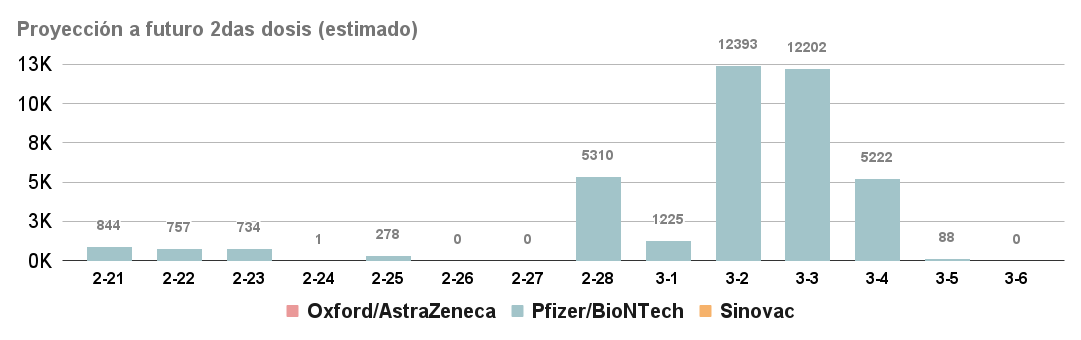 Proyección a futuro 2das dosis (estimado)
13K
10K
8K
5K
3K
0K
844
757
734
1
278
0
0
5310
1225
12393
12202
5222
88
0
2-21 2-22 2-23 2-24 2-25 2-26 2-27 2-28 3-1 3-2 3-3 3-4 3-5 3-6
Oxford/AstraZeneca Pfizer/BioNTech Sinovac